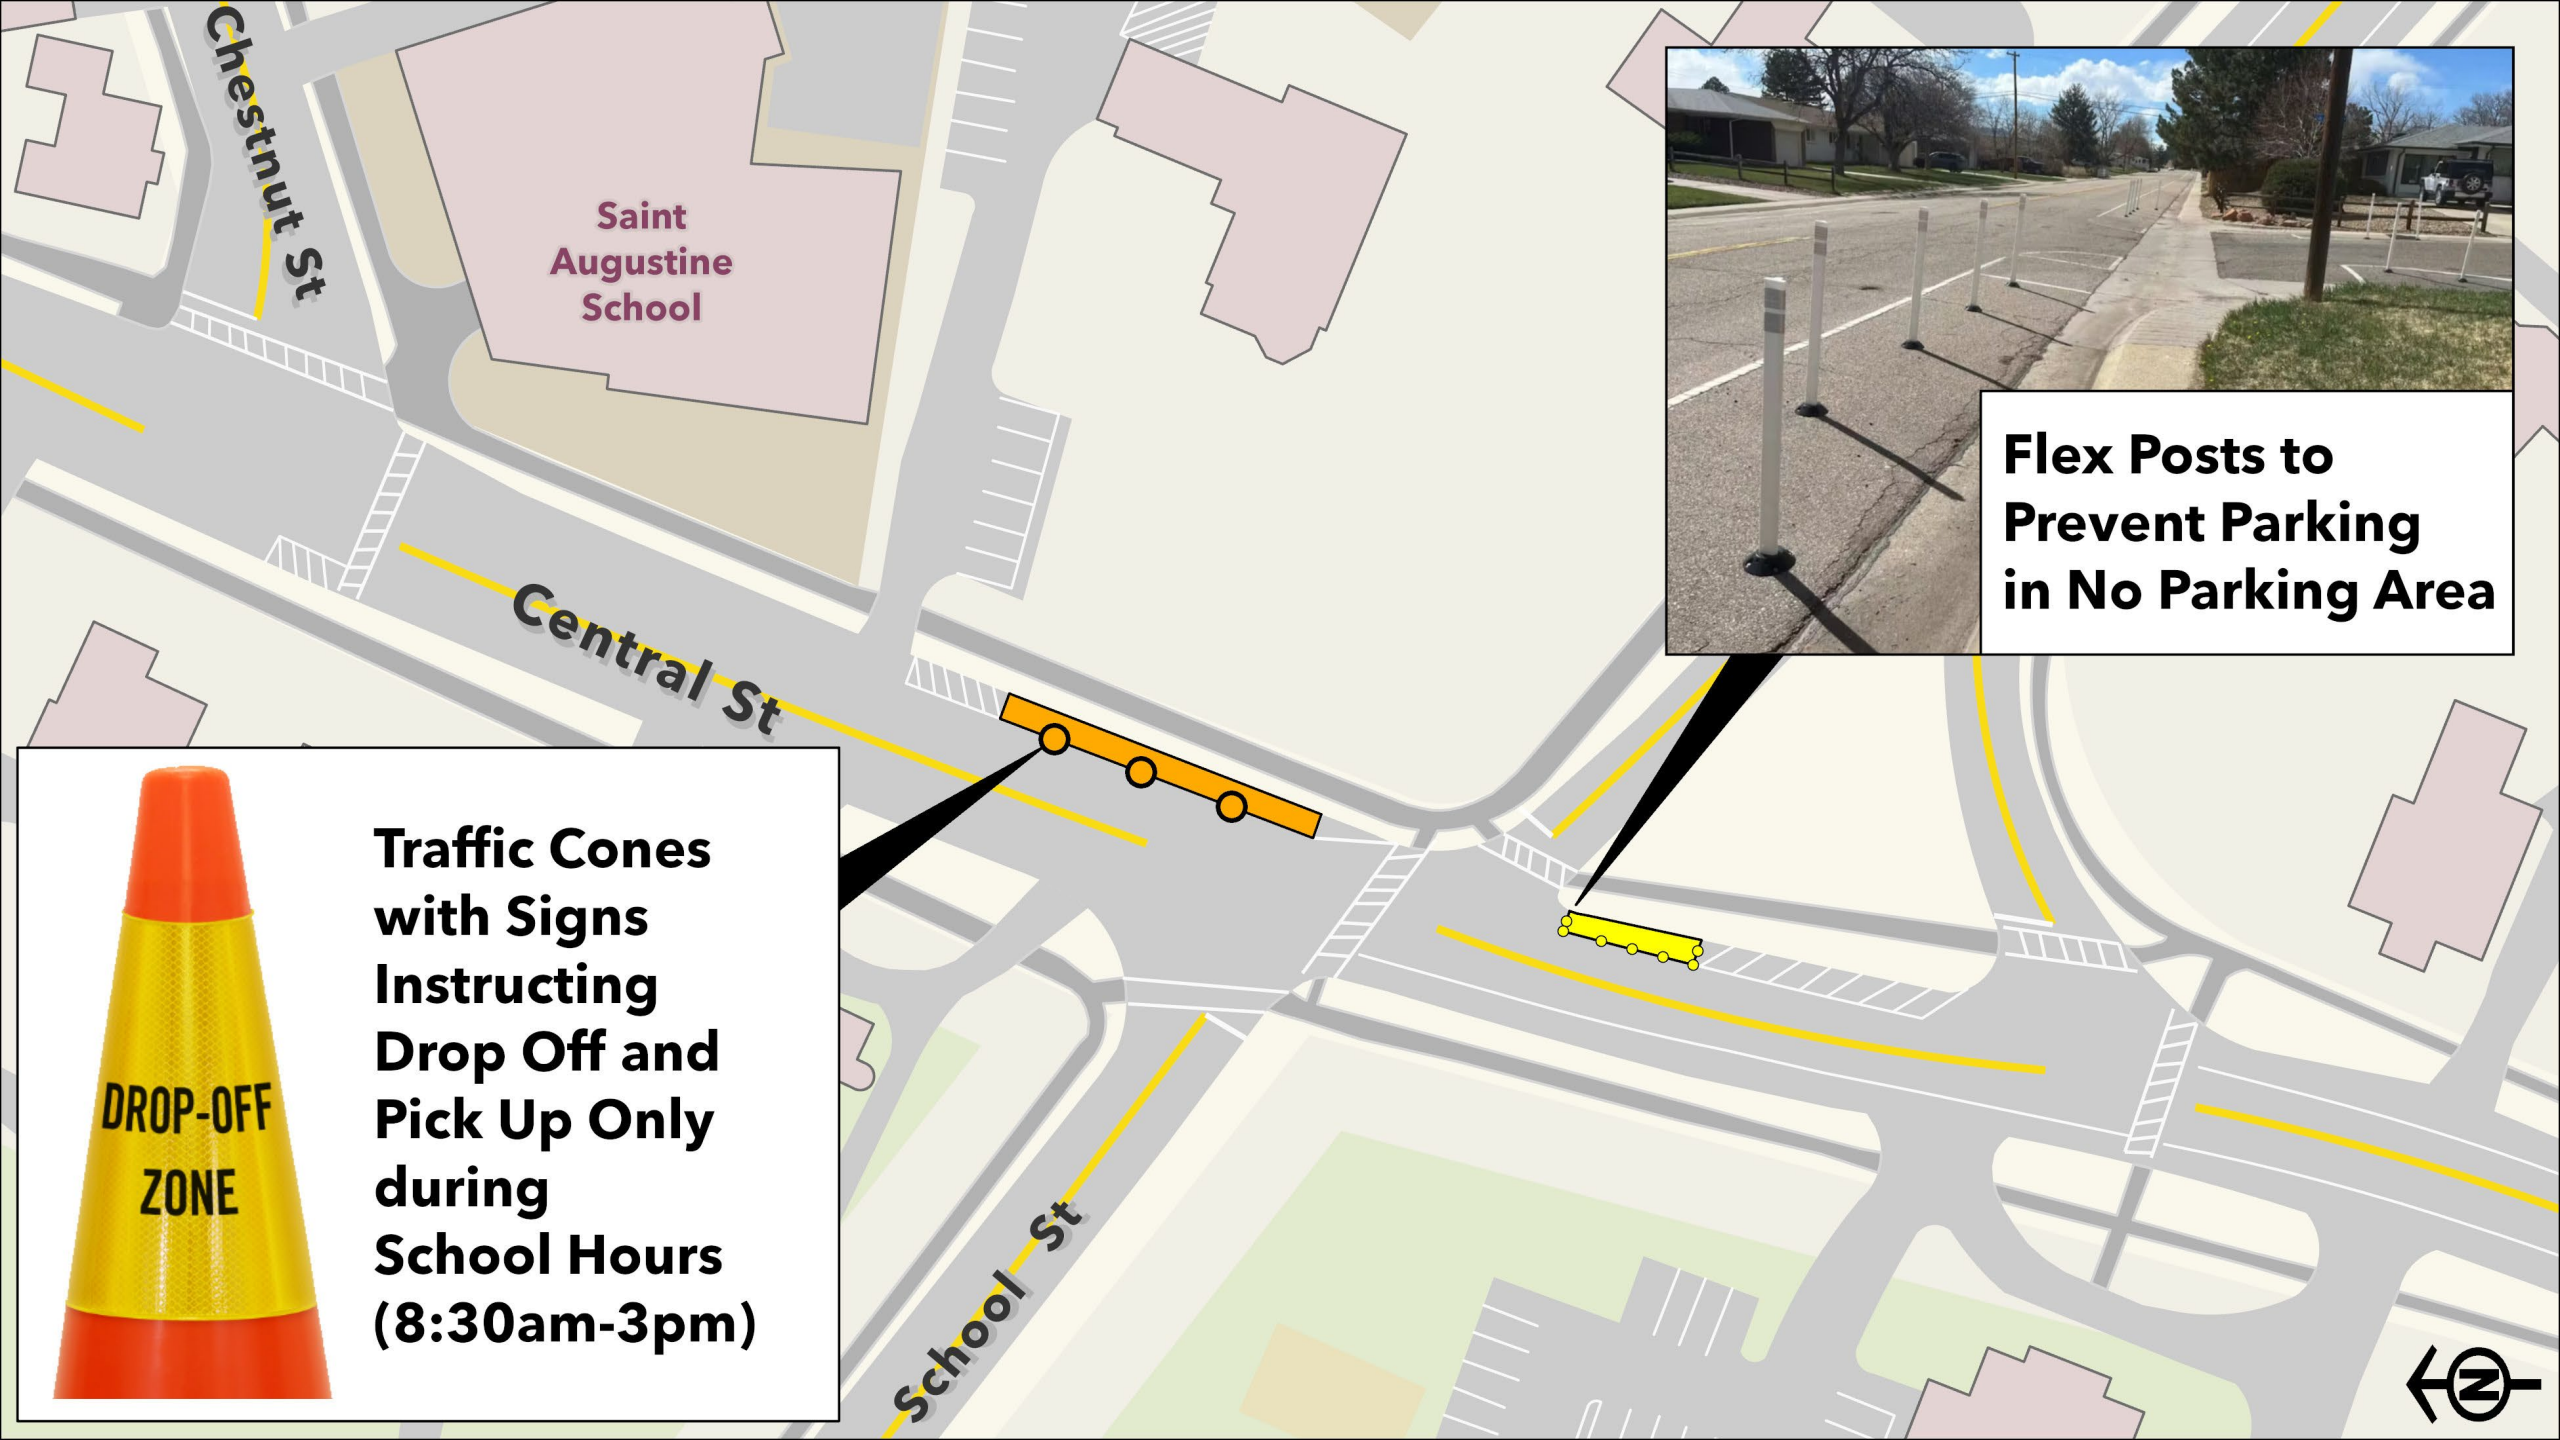 Chestnut St
Saint
Augustine
School
Central St
Flex Posts to
Prevent Parking
in No Parking Area
DROP-OFF
ZONE
Traffic Cones
with Signs
Instructing
Drop Off and
Pick Up Only
during
School Hours
(8:30am-3pm)
School St
N